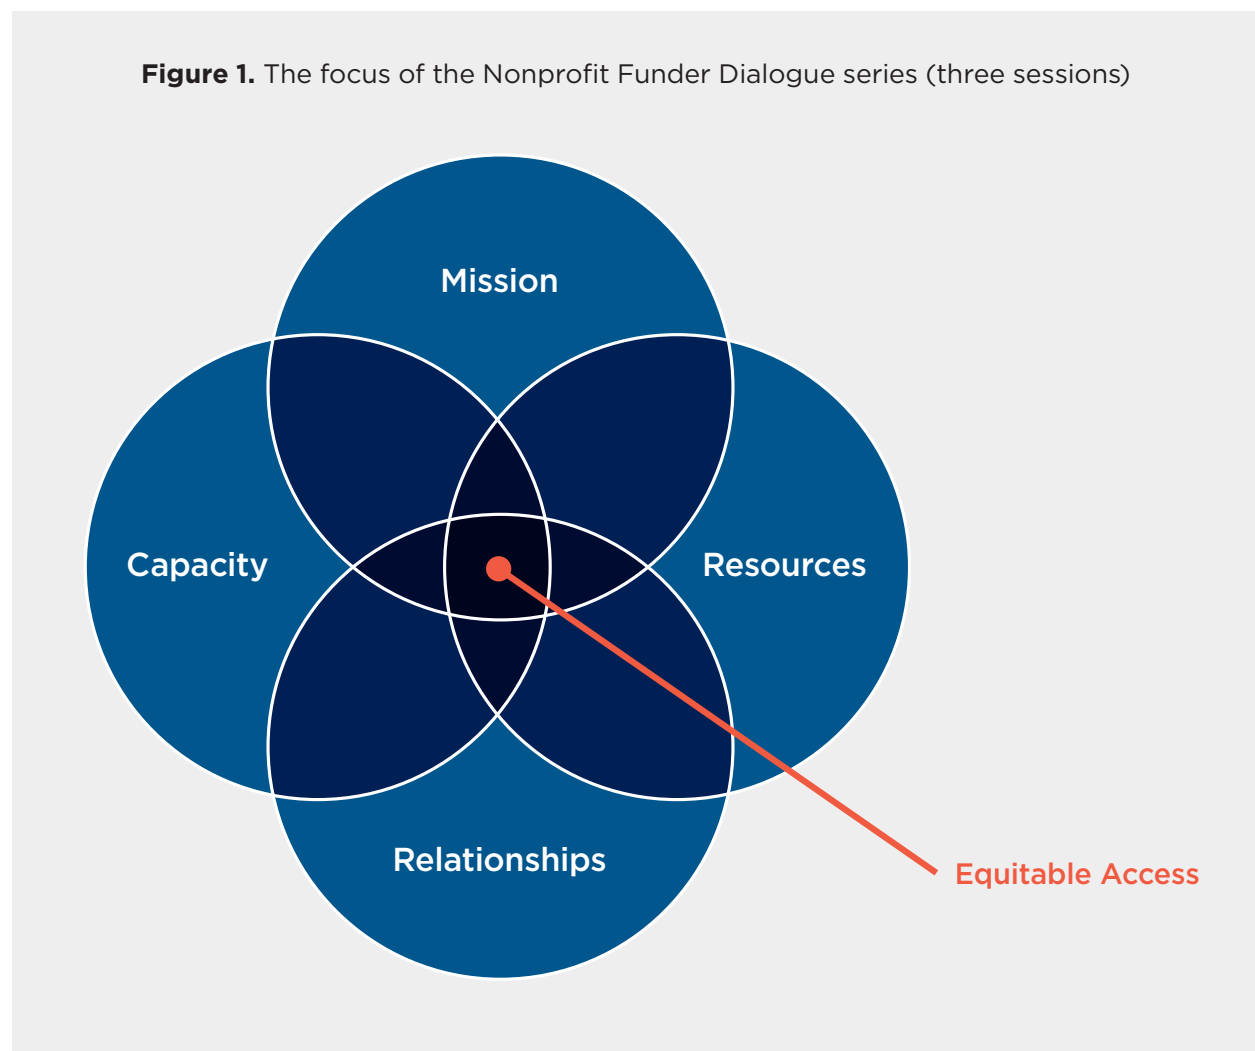 Figure 1. The focus of the Nonprofit Funder Dialogue series (three sessions)
Mission
Capacity
Resources
Relationships
Equitable Access